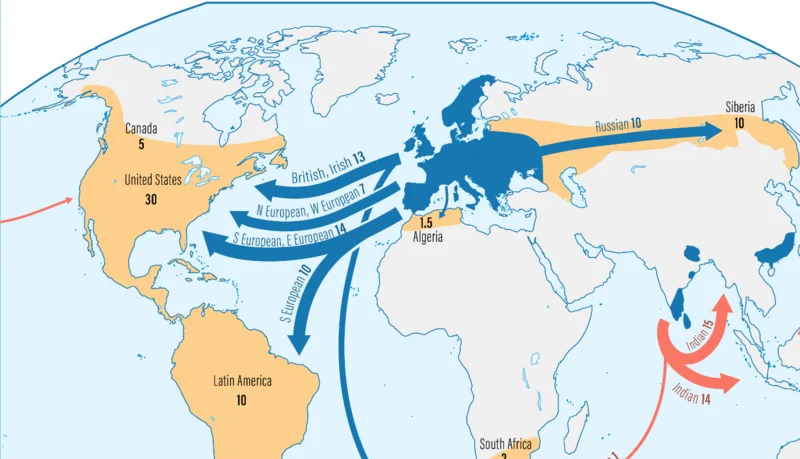 Canada
5
United States
30
British, Irish 13
N European, W European 7
S European, E European 14
S European 10
Latin America
10
1.5
Algeria
Russian 10
Siberia
10
Indian 15
Indian 14
South Africa